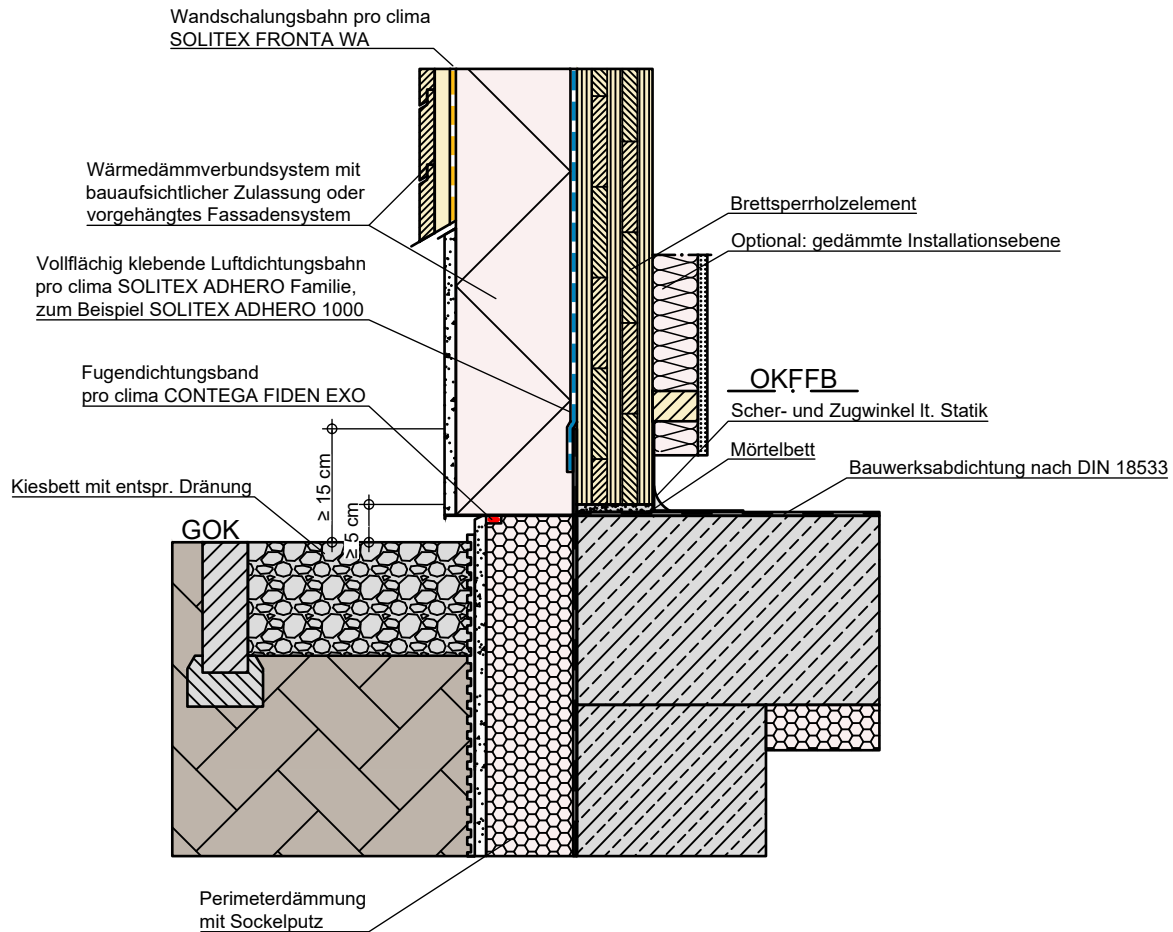 Wandschalungsbahn pro clima
SOLITEX FRONTA WA
Wärmedämmverbundsystem mit
bauaufsichtlicher Zulassung oder
vorgehängtes Fassadensystem
Brettsperrholzelement
Optional: gedämmte Installationsebene
Vollflächig klebende Luftdichtungsbahn
pro clima SOLITEX ADHERO Familie,
zum Beispiel SOLITEX ADHERO 1000
Fugendichtungsband
pro clima CONTEGA FIDEN EXO
OKFFB
Scher- und Zugwinkel lt. Statik
Mörtelbett
Bauwerksabdichtung nach DIN 18533
≥ 15 cm
≥ 5 cm
Kiesbett mit entspr. Dränung
GOK
Perimeterdämmung
mit Sockelputz